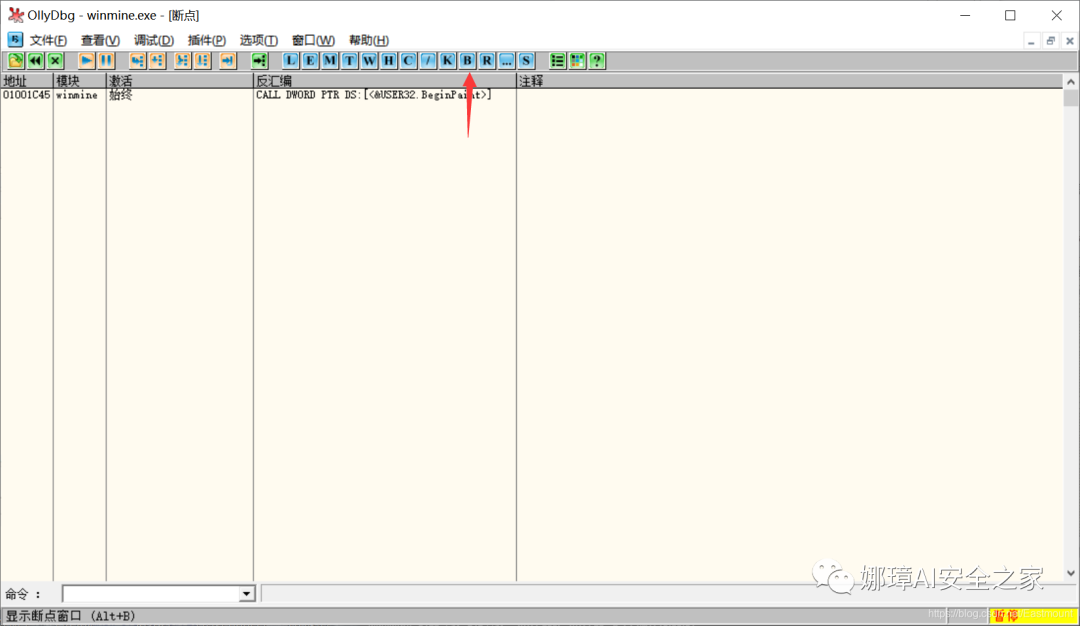 OllyDbg - winmine.exe - [断点]
文件(F) 查看(V) 调试(D) 插件(P) 选项(T) 窗口(W) 帮助(H)
L E M T W H C / K B R ... S ?
地址 模块 激活 反汇编 注释
01001C45 winmine 始终 CALL DWORD PTR DS:[<&USER32.BeginPaint>]
娜璋AI安全之家
命令 :
显示断点窗口 (Alt+B)
https://blog. 暂停